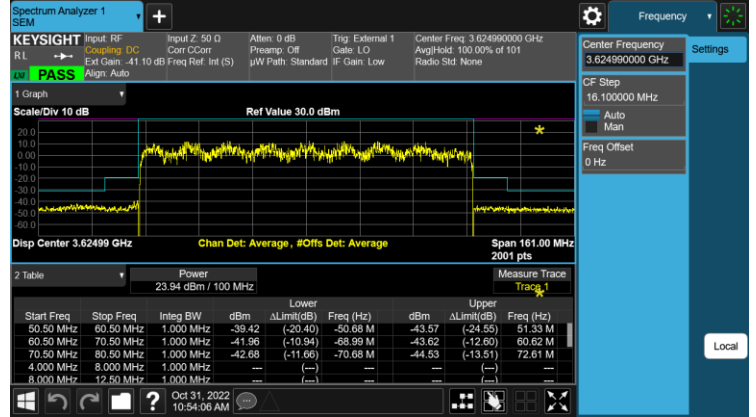 Spectrum Analyzer 1
SEM
Frequency
KEYSIGHT Input: RF Input Z: 50 Ω Atten: 0 dB Trig: External 1 Center Freq: 3.624990000 GHz
R L Coupling: DC Corr CCorr Preamp: Off Gate: LO Avg|Hold: 100.00% of 101
Ext Gain: -41.10 dB Freq Ref: Int (S) µW Path: Standard IF Gain: Low Radio Std: None
LXI PASS Align: Auto
Center Frequency
3.624990000 GHz
Settings
CF Step
16.100000 MHz
Auto
Man
Freq Offset
0 Hz
1 Graph
Scale/Div 10 dB Ref Value 30.0 dBm
20.0
10.0
0.00
-10.0
-20.0
-30.0
-40.0
-50.0
-60.0
Disp Center 3.62499 GHz Chan Det: Average, #Offs Det: Average Span 161.00 MHz
2001 pts
2 Table Power Measure Trace
23.94 dBm / 100 MHz Trace 1
Lower Upper
Start Freq Stop Freq Integ BW dBm ΔLimit(dB) Freq (Hz) dBm ΔLimit(dB) Freq (Hz)
50.50 MHz 60.50 MHz 1.000 MHz -39.42 (-20.40) -50.68 M -43.57 (-24.55) 51.33 M
60.50 MHz 70.50 MHz 1.000 MHz -41.96 (-10.94) -68.99 M -43.62 (-12.60) 60.62 M
70.50 MHz 80.50 MHz 1.000 MHz -42.68 (-11.66) -70.68 M -44.53 (-13.51) 72.61 M
4.000 MHz 8.000 MHz 1.000 MHz --- (---) --- --- (---) ---
8.000 MHz 12.50 MHz 1.000 MHz --- (---) --- --- (---) ---
Local
? Oct 31, 2022
10:54:06 AM